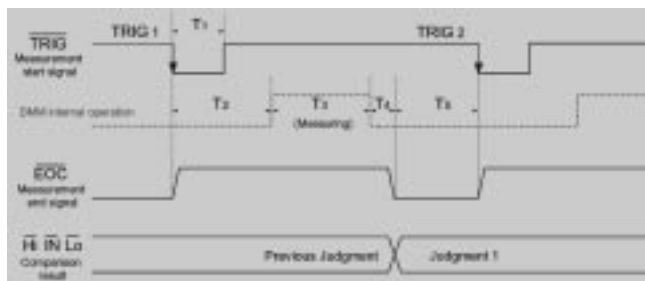 TRIG 1
T1
TRIG 2
TRIG
Measurement
start signal
T2
T3
T4
T5
(Measuring)
DMM internal operation
EOC
Measurement
end signal
Hi IN Lo
Comparison
result
Previous Judgment
Judgment 1